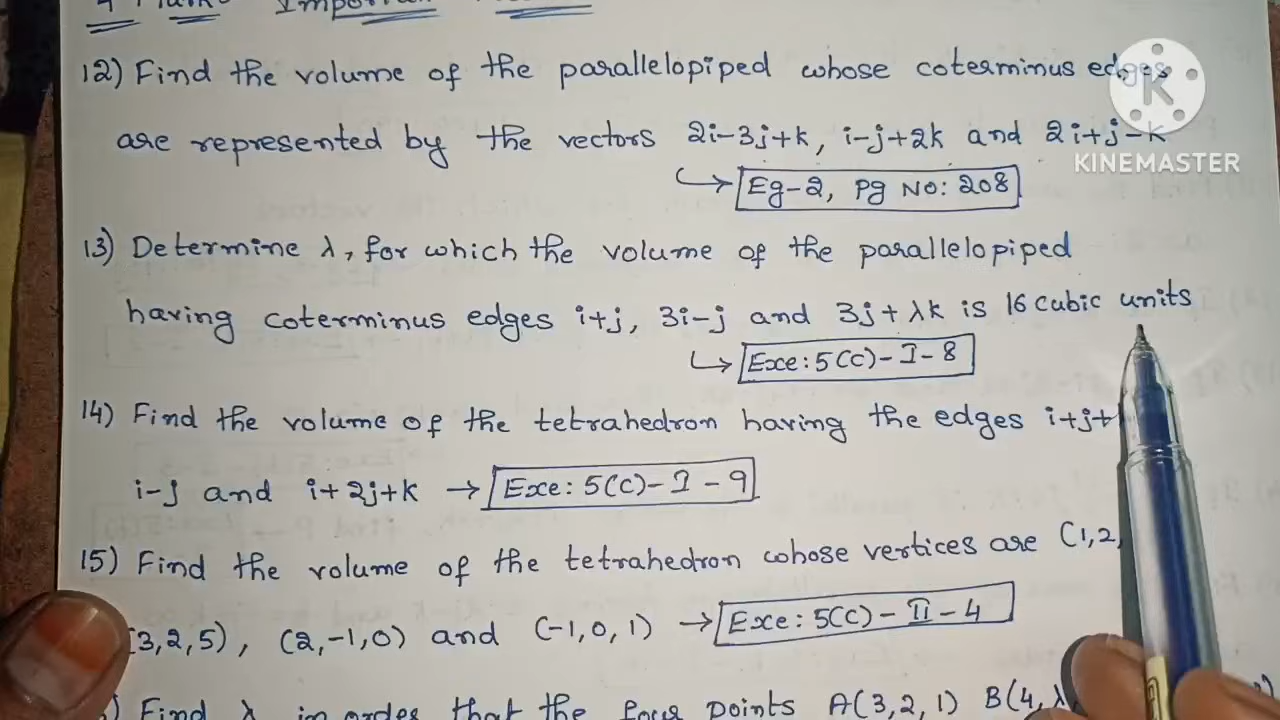 12) Find the volume of the parallelopiped whose coterminus edges
are represented by the vectors 2i-3j+k, i-j+2k and 2i+j-k
KINEMASTER
↳ Eg-2, Pg No: 208
13) Determine λ, for which the volume of the parallelopiped
having coterminus edges i+j, 3i-j and 3j+λk is 16 cubic units
↳ Exe: 5(c)-I-8
14) Find the volume of the tetrahedron having the edges i+j+
i-j and i+2j+k → Exe: 5(c)-I-9
15) Find the volume of the tetrahedron whose vertices are (1,2,
(3,2,5), (2,-1,0) and (-1,0,1) → Exe: 5(c)-II-4
) Find λ in order that the four points A(3,2,1) B(4,λ,